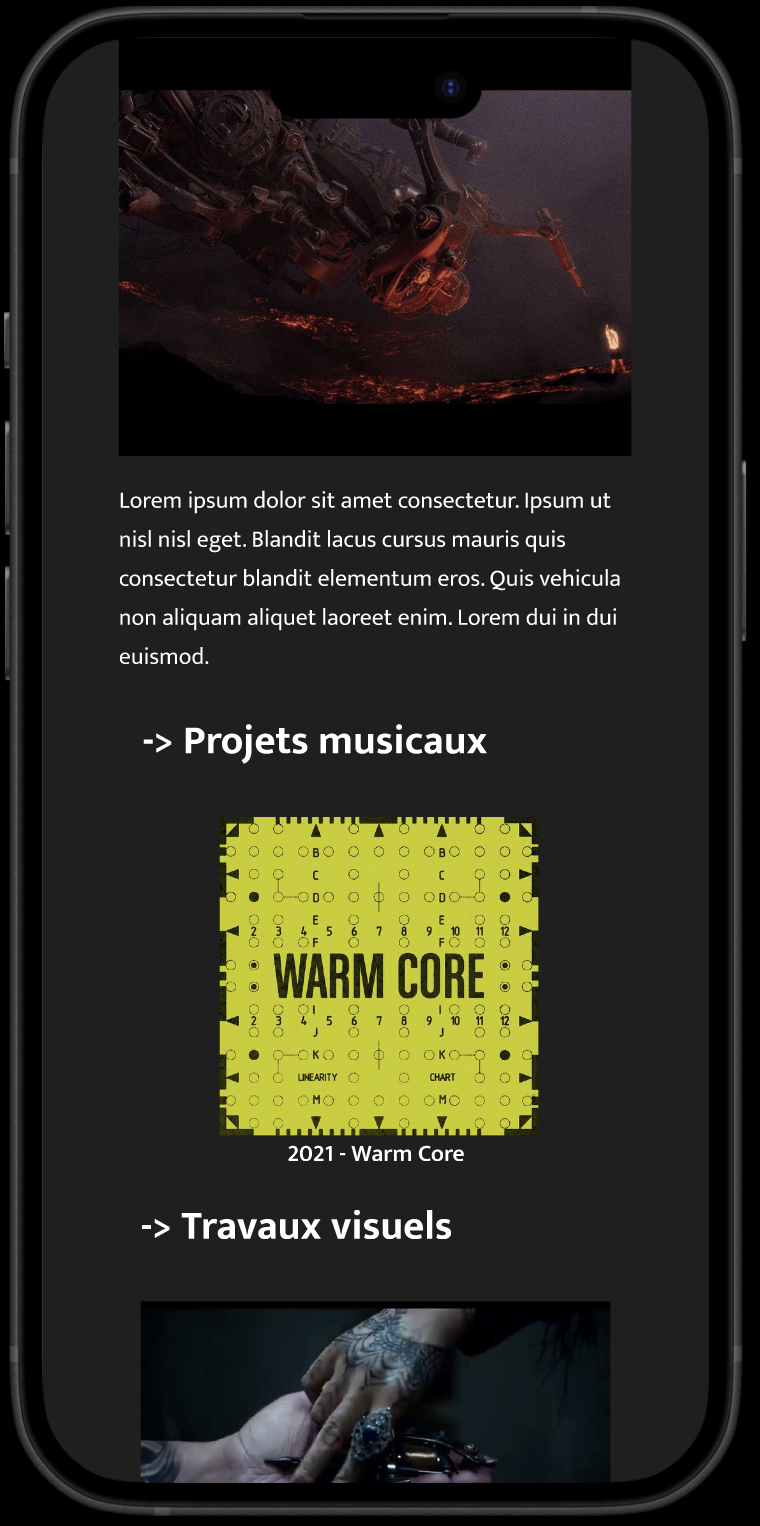 Lorem ipsum dolor sit amet consectetur. Ipsum ut
nisl nisl eget. Blandit lacus cursus mauris quis
consectetur blandit elementum eros. Quis vehicula
non aliquam aliquet laoreet enim. Lorem dui in dui
euismod.
-> Projets musicaux
B B
C C
D D
E E
2 3 4 5 6 7 8 9 10 11 12
F F
WARM CORE
I I
2 3 4 5 6 7 8 9 10 11 12
J J
K K
LINEARITY CHART
M M
2021 - Warm Core
-> Travaux visuels